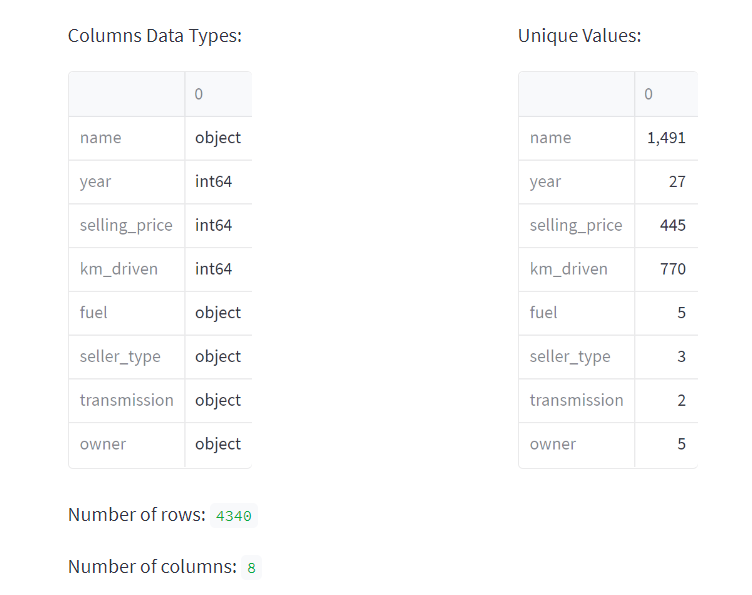 Columns Data Types:
0
name object
year int64
selling_price int64
km_driven int64
fuel object
seller_type object
transmission object
owner object
Unique Values:
0
name 1,491
year 27
selling_price 445
km_driven 770
fuel 5
seller_type 3
transmission 2
owner 5
Number of rows: 4340
Number of columns: 8